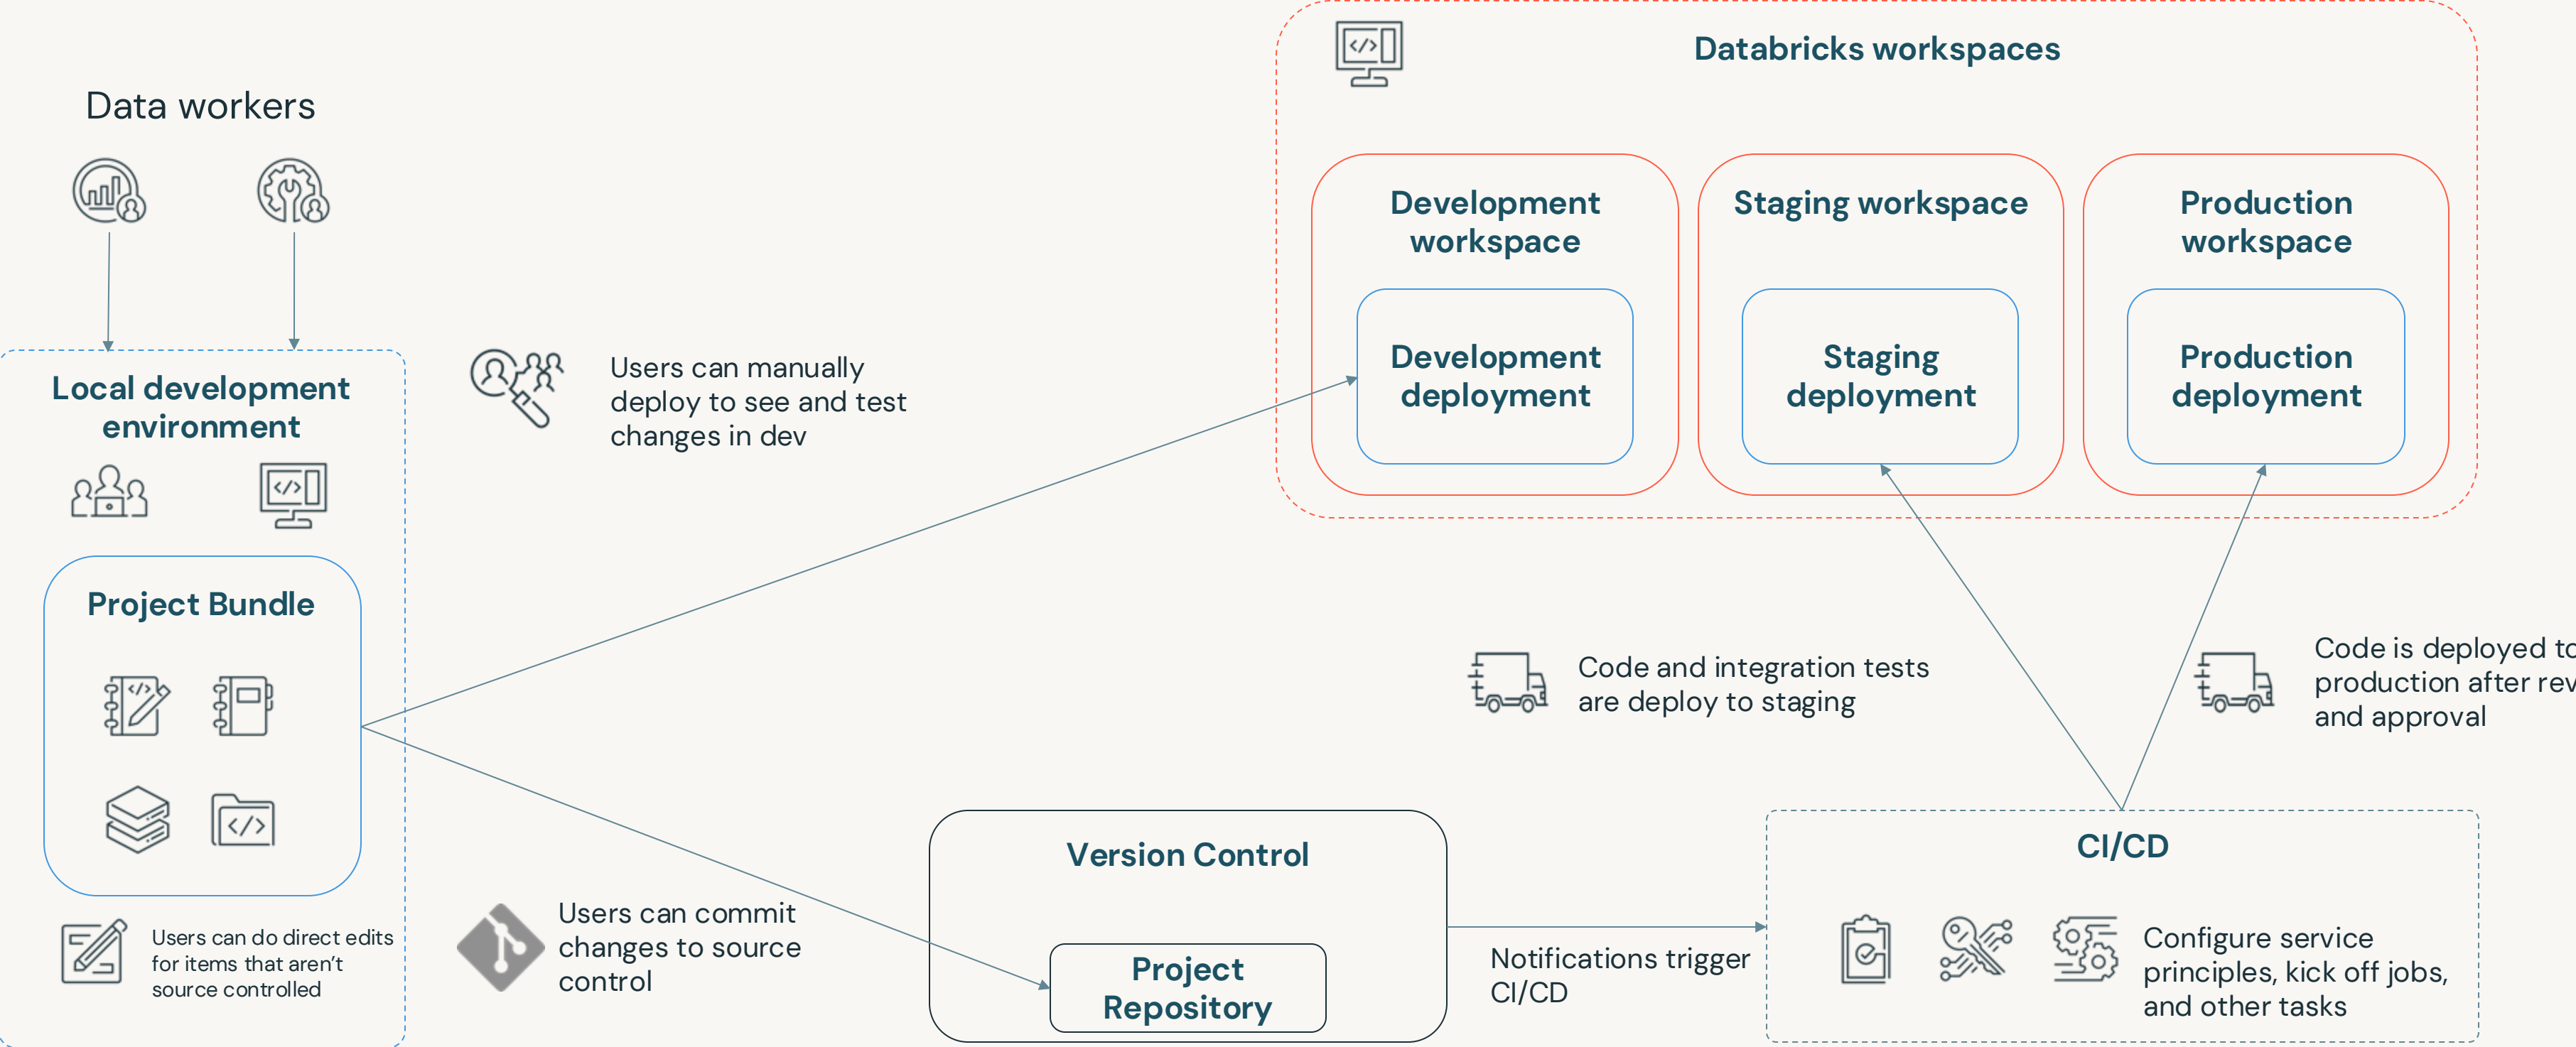 Data workers
Local development
environment
Project Bundle
Users can do direct edits
for items that aren't
source controlled
Users can manually
deploy to see and test
changes in dev
Users can commit
changes to source
control
Version Control
Project
Repository
Notifications trigger
CI/CD
Databricks workspaces
Development
workspace
Development
deployment
Staging workspace
Staging
deployment
Production
workspace
Production
deployment
Code and integration tests
are deploy to staging
Code is deployed
production after
and approval
CI/CD
Configure service
principles, kick off jobs,
and other tasks